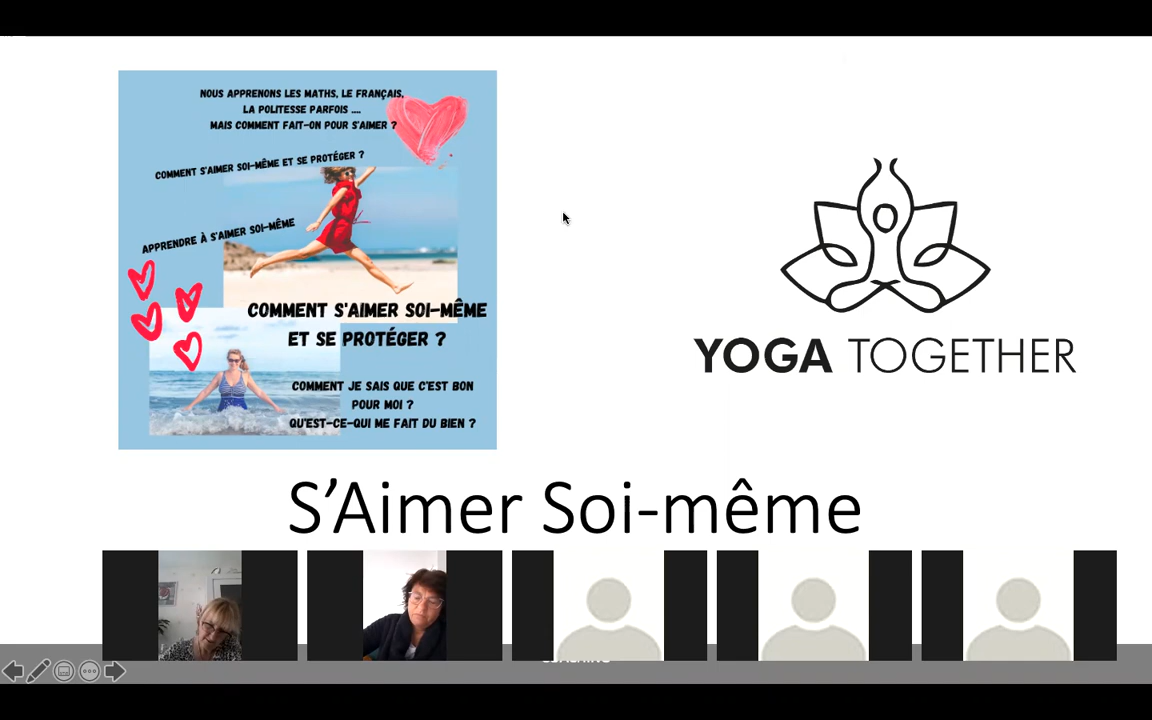 NOUS APPRENONS LES MATHS, LE FRANÇAIS,
LA POLITESSE PARFOIS ....
MAIS COMMENT FAIT-ON POUR S'AIMER ?
COMMENT S'AIMER SOI-MÊME ET SE PROTÉGER ?
APPRENDRE À S'AIMER SOI-MÊME
COMMENT S'AIMER SOI-MÊME
ET SE PROTÉGER ?
COMMENT JE SAIS QUE C'EST BON
POUR MOI ?
QU'EST-CE-QUI ME FAIT DU BIEN ?
YOGA TOGETHER
S’Aimer Soi-même